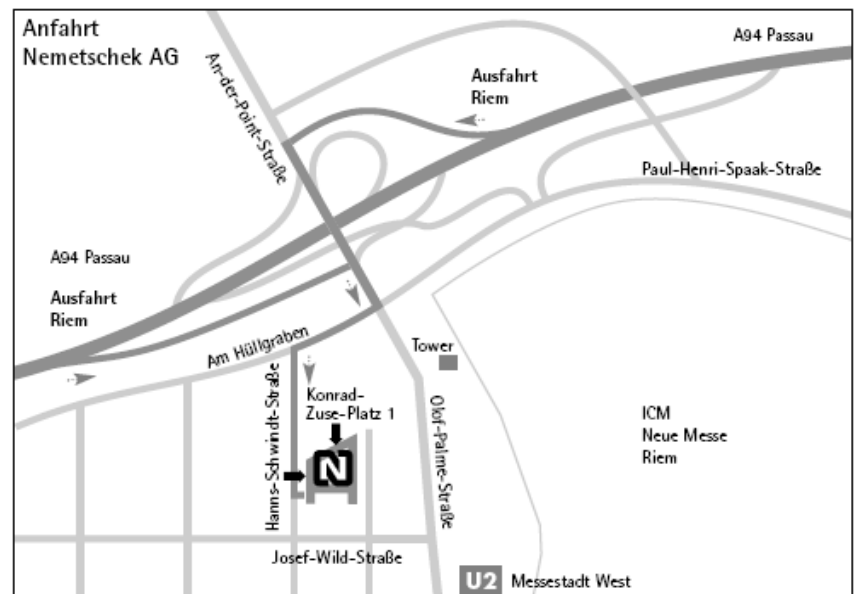 Anfahrt
Nemetschek AG
A94 Passau
An-der-Point-Straße
Ausfahrt
Riem
Paul-Henri-Spaak-Straße
A94 Passau
Ausfahrt
Riem
Am Hüllgraben
Tower
Hanns-Schwindt-Straße
Konrad-
Zuse-Platz 1
N
Olof-Palme-Straße
ICM
Neue Messe
Riem
Josef-Wild-Straße
U2 Messestadt West